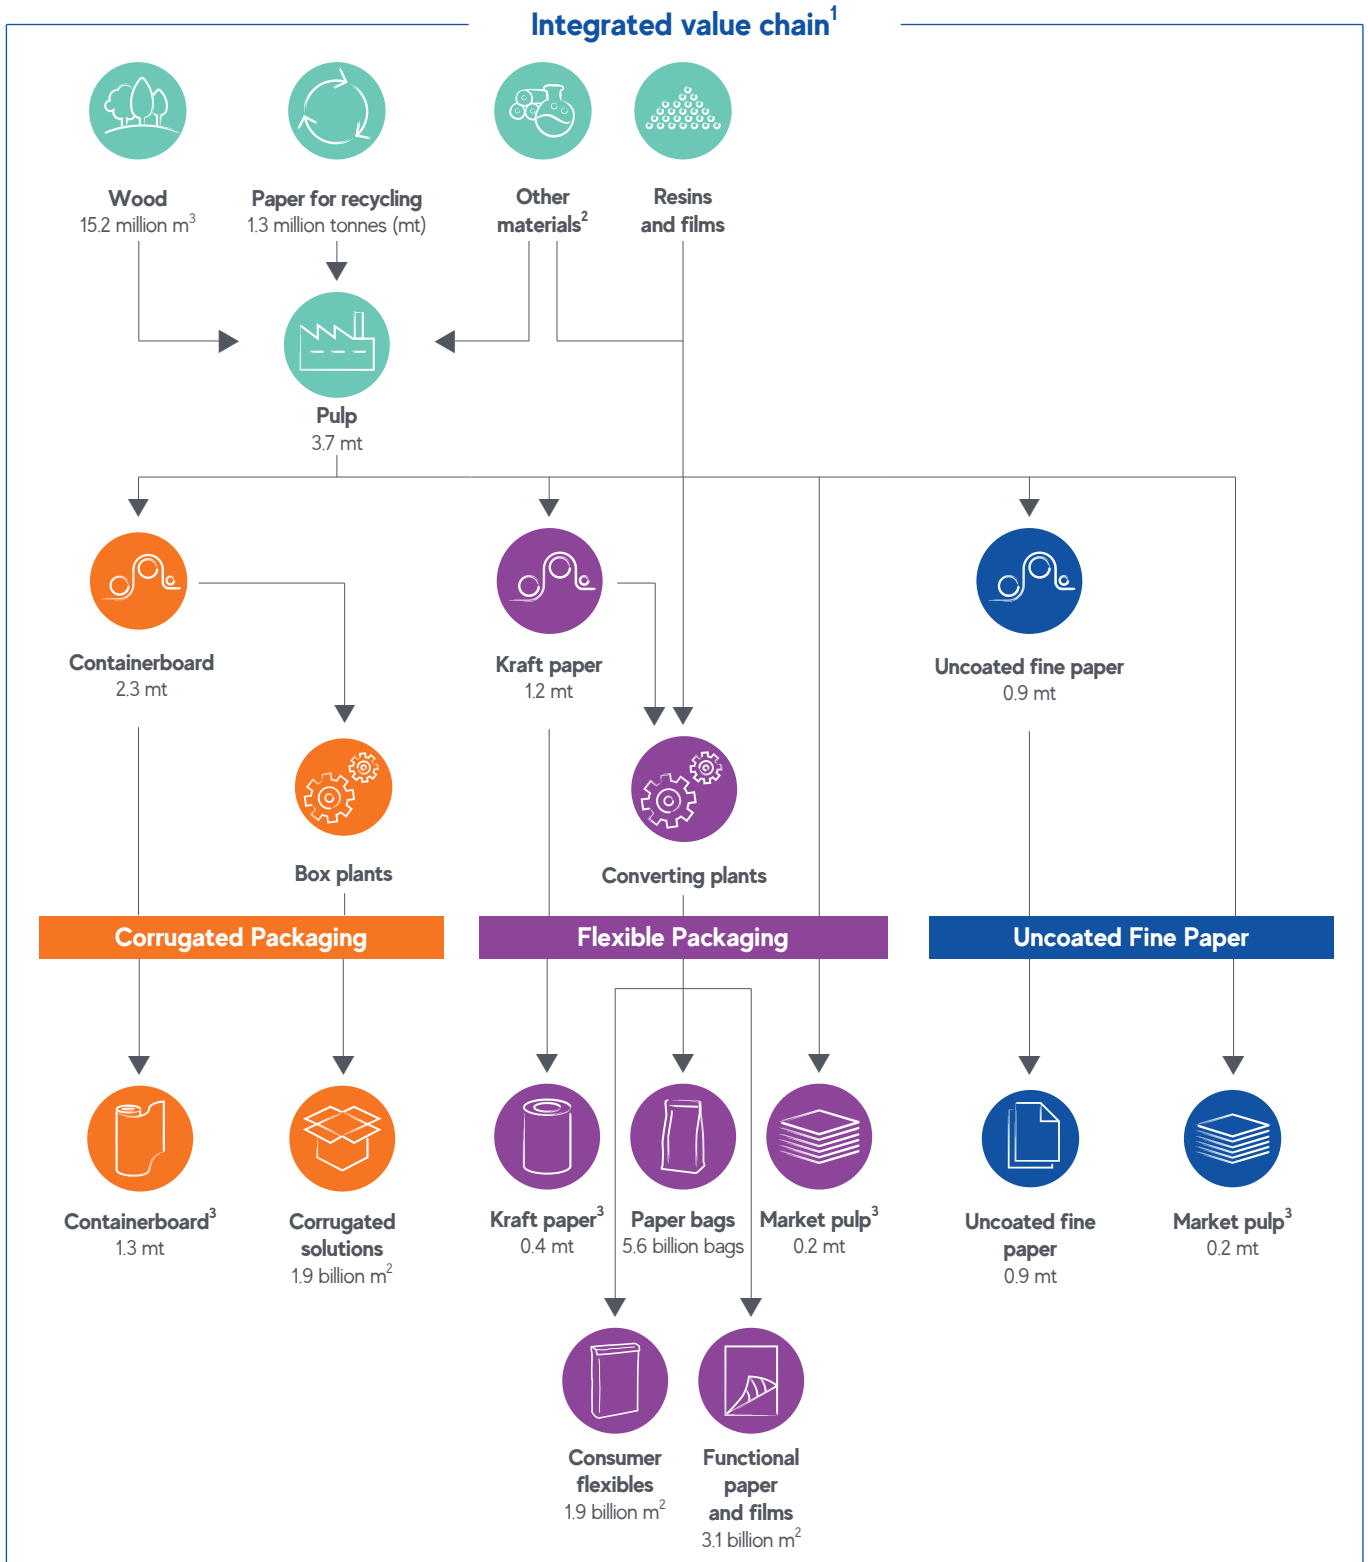 Integrated value chain¹
Wood
15.2 million m³
Paper for recycling
1.3 million tonnes (mt)
Other
materials²
Resins
and films
Pulp
3.7 mt
Containerboard
2.3 mt
Kraft paper
1.2 mt
Uncoated fine paper
0.9 mt
Box plants
Converting plants
Corrugated Packaging
Flexible Packaging
Uncoated Fine Paper
Containerboard³
1.3 mt
Corrugated
solutions
1.9 billion m²
Kraft paper³
0.4 mt
Paper bags
5.6 billion bags
Market pulp³
0.2 mt
Uncoated fine
paper
0.9 mt
Market pulp³
0.2 mt
Consumer
flexibles
1.9 billion m²
Functional
paper
and films
3.1 billion m²